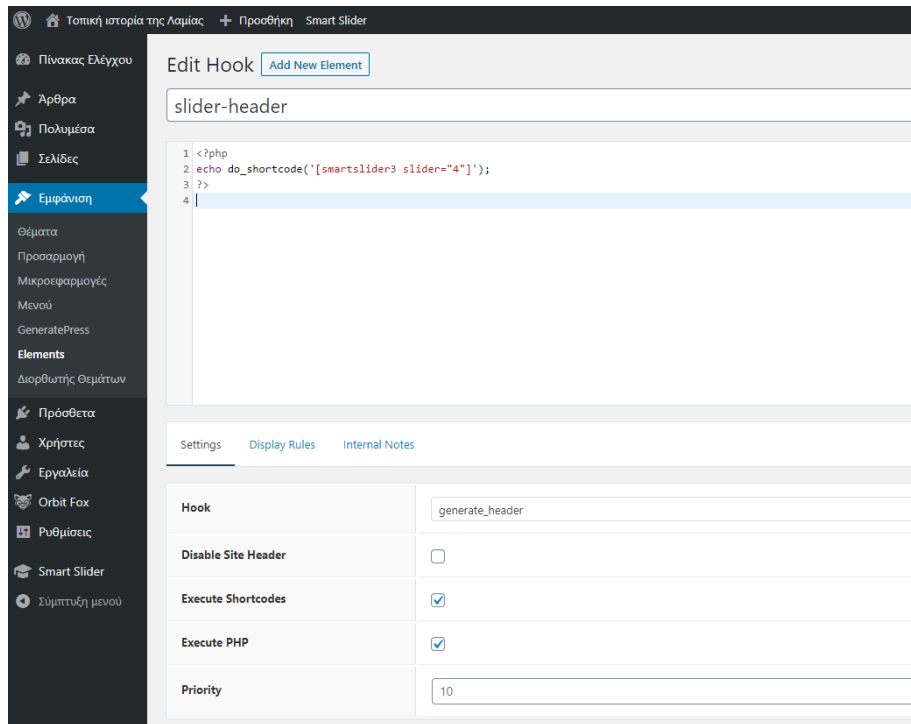 Τοπική ιστορία της Λαμίας + Προσθήκη Smart Slider
Πίνακας Ελέγχου
Άρθρα
Πολυμέσα
Σελίδες
Εμφάνιση
Θέματα
Προσαρμογή
Μικροεφαρμογές
Μενού
GeneratePress
Elements
Διορθωτής Θεμάτων
Πρόσθετα
Χρήστες
Εργαλεία
Orbit Fox
Ρυθμίσεις
Smart Slider
Σύμπτυξη μενού
Edit Hook Add New Element
slider-header
1 <?php
2 echo do_shortcode('[smartslider3 slider="4"]');
3 ?>
4
Settings Display Rules Internal Notes
Hook generate_header
Disable Site Header
Execute Shortcodes
Execute PHP
Priority 10